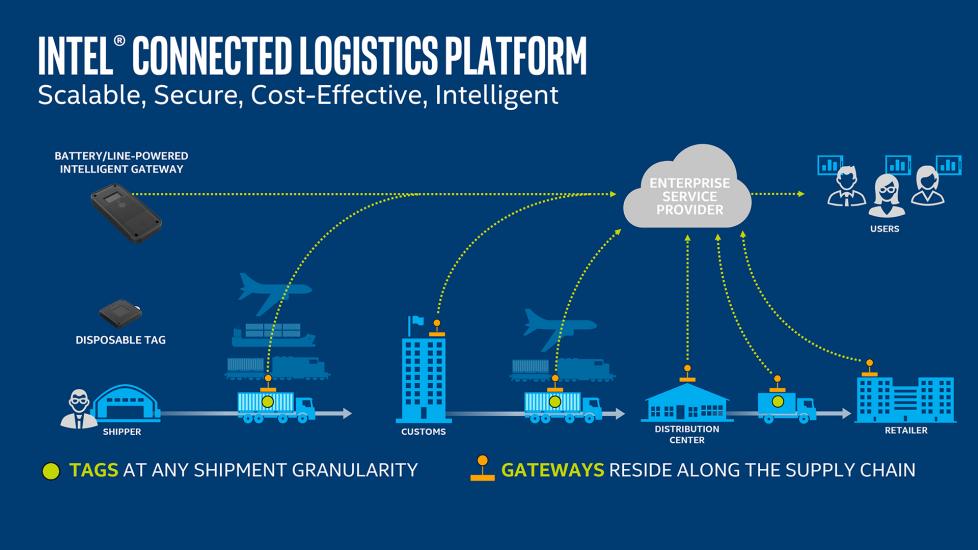 INTEL® CONNECTED LOGISTICS PLATFORM
Scalable, Secure, Cost-Effective, Intelligent
BATTERY/LINE-POWERED
INTELLIGENT GATEWAY
ENTERPRISE
SERVICE
PROVIDER
USERS
DISPOSABLE TAG
SHIPPER
CUSTOMS
DISTRIBUTION
CENTER
RETAILER
TAGS AT ANY SHIPMENT GRANULARITY
GATEWAYS RESIDE ALONG THE SUPPLY CHAIN